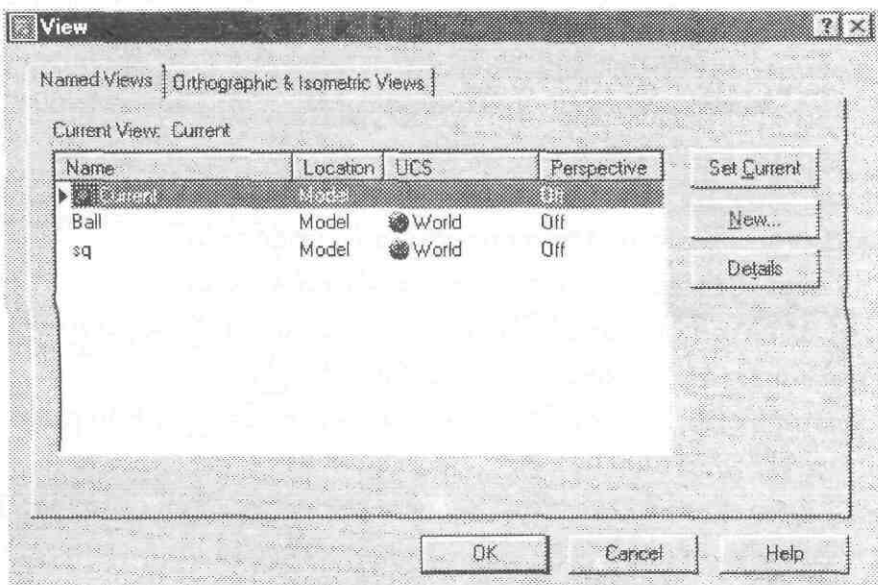 View
Named Views Orthographic & Isometric Views
Current View: Current
Name Location UCS Perspective
Current Model Off
Ball Model World Off
sq Model World Off
Set Current
New...
Details
OK Cancel Help